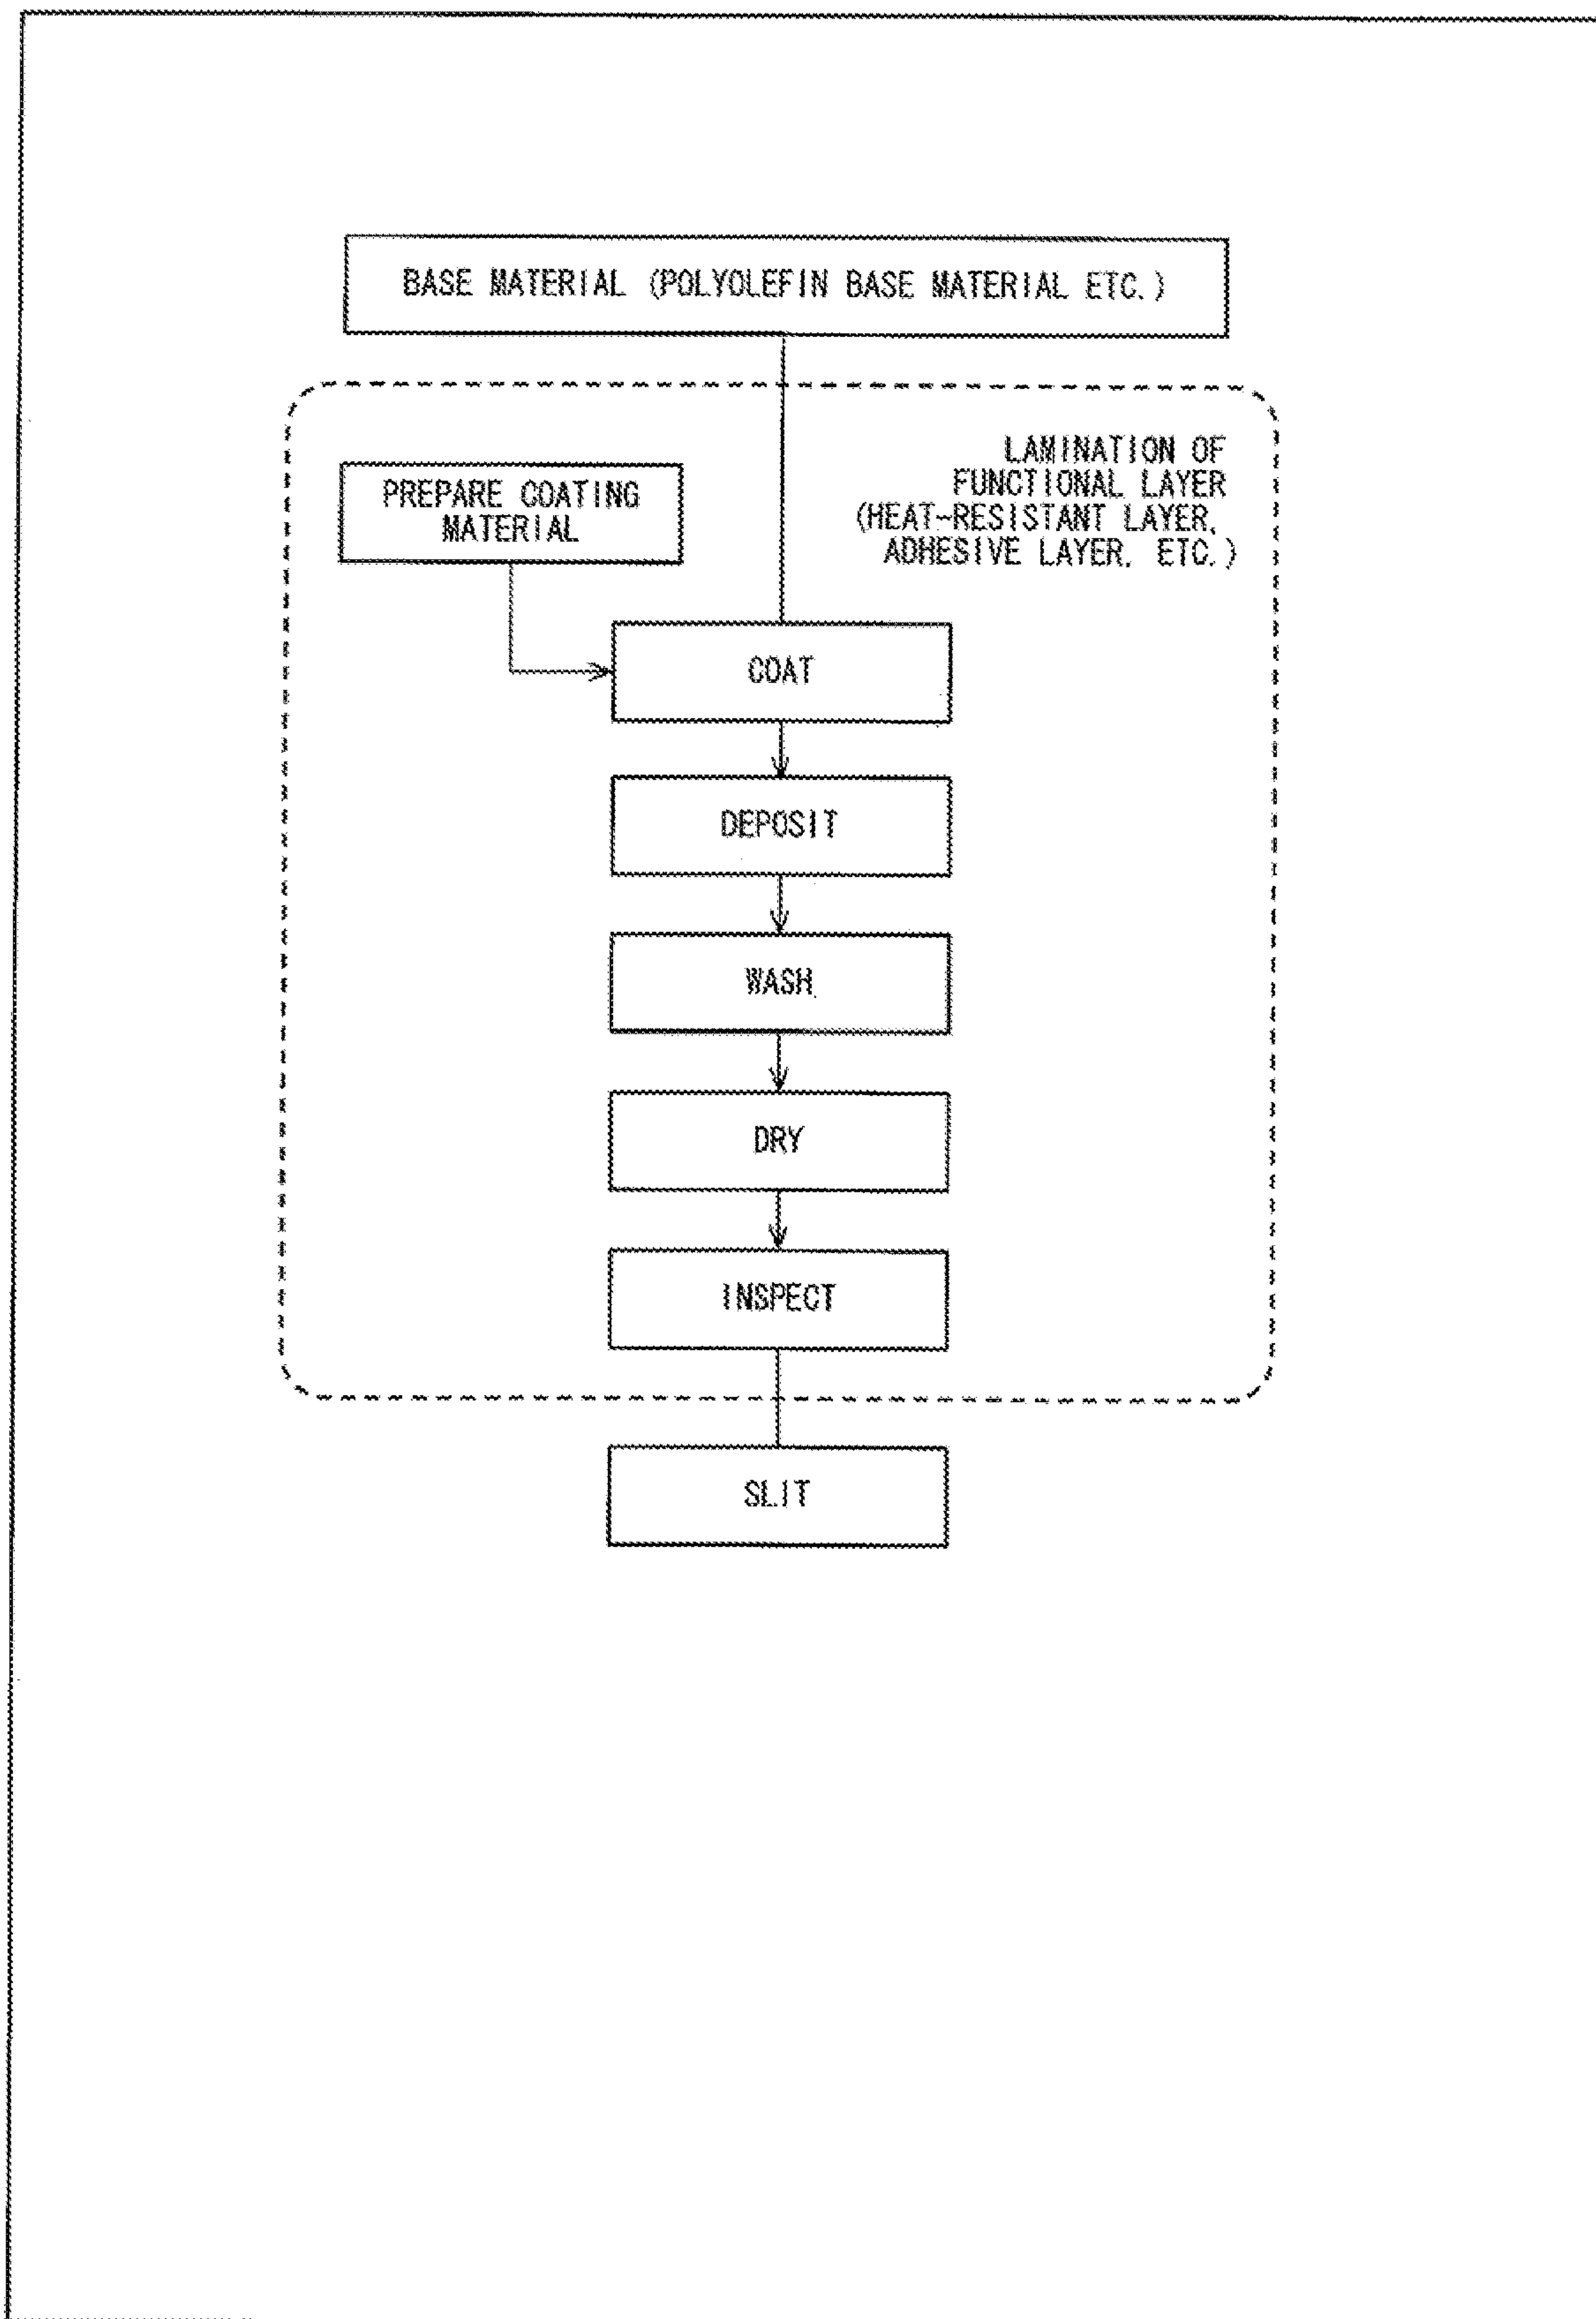 BASE MATERIAL (POLYOLEFIN BASE MATERIAL ETC.)
LAMINATION OF
FUNCTIONAL LAYER
(HEAT-RESISTANT LAYER,
ADHESIVE LAYER, ETC.)
PREPARE COATING
MATERIAL
COAT
DEPOSIT
WASH
DRY
INSPECT
SLIT